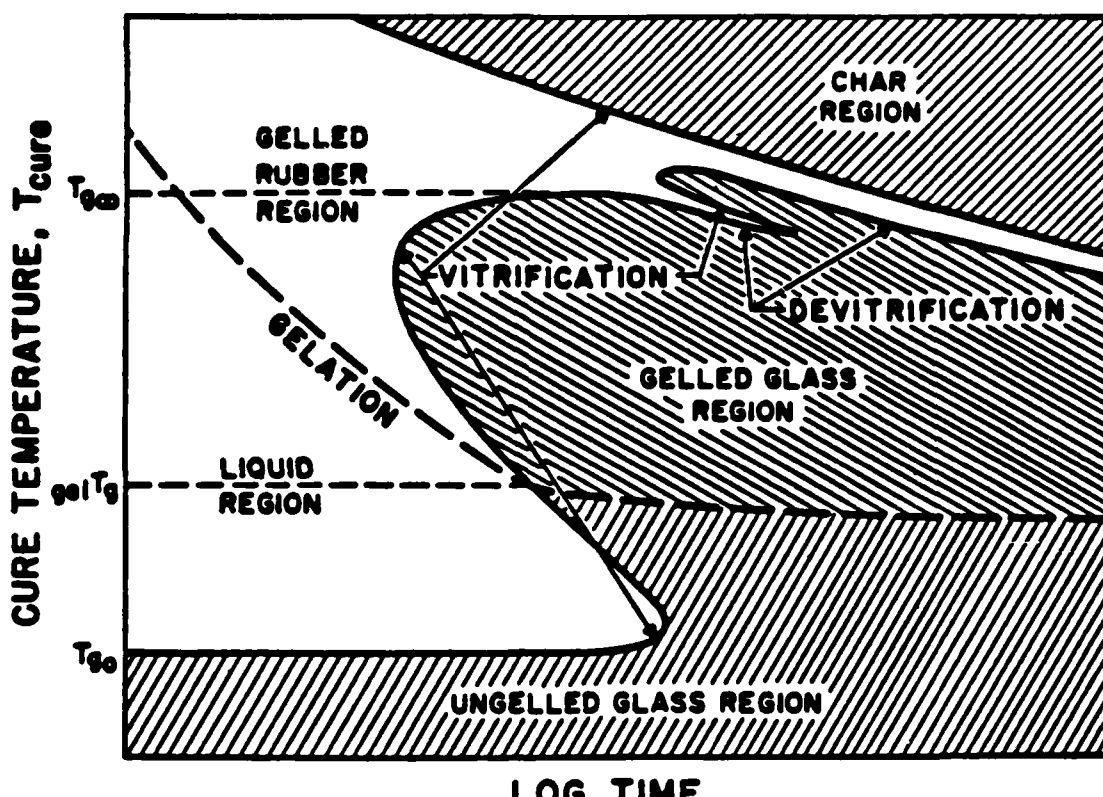 CHAR
REGION
GELLED
RUBBER
REGION
Tg∞
CURE TEMPERATURE, Tcure
VITRIFICATION
DEVITRIFICATION
GELATION
GELLED GLASS
REGION
LIQUID
REGION
gelTg
Tg0
UNGELLED GLASS REGION
LOG TIME